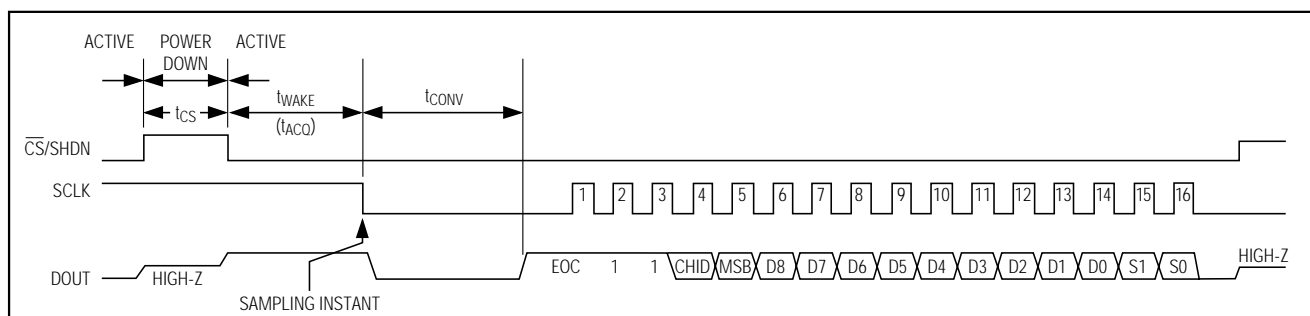 ACTIVE POWER DOWN ACTIVE
tCS
tWAKE
(tACQ)
tCONV
CS/SHDN
SCLK
1 2 3 4 5 6 7 8 9 10 11 12 13 14 15 16
DOUT
HIGH-Z
EOC 1 1 CHID MSB D8 D7 D6 D5 D4 D3 D2 D1 D0 S1 S0
HIGH-Z
SAMPLING INSTANT